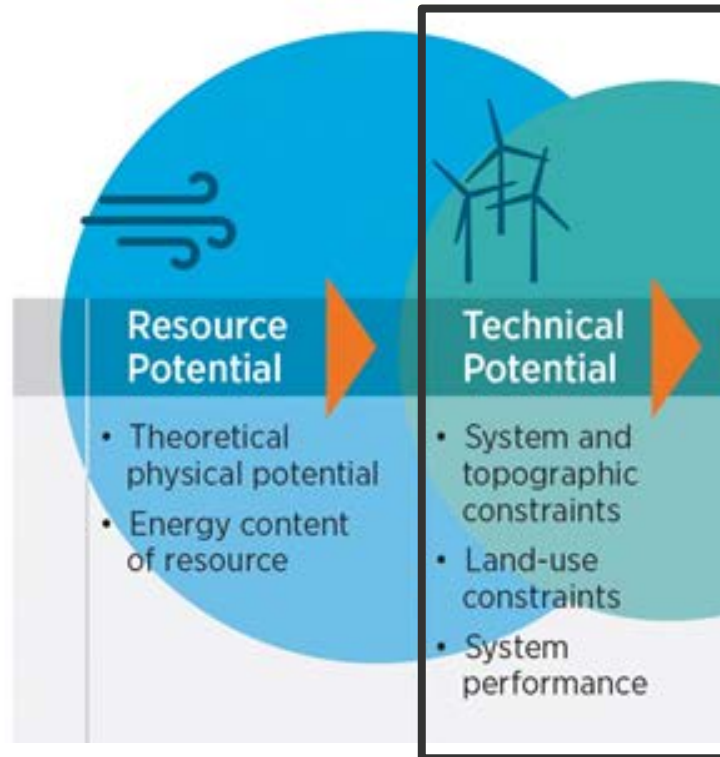 Resource
Potential
• Theoretical
physical potential
• Energy content
of resource
Technical
Potential
• System and
topographic
constraints
• Land-use
constraints
• System
performance